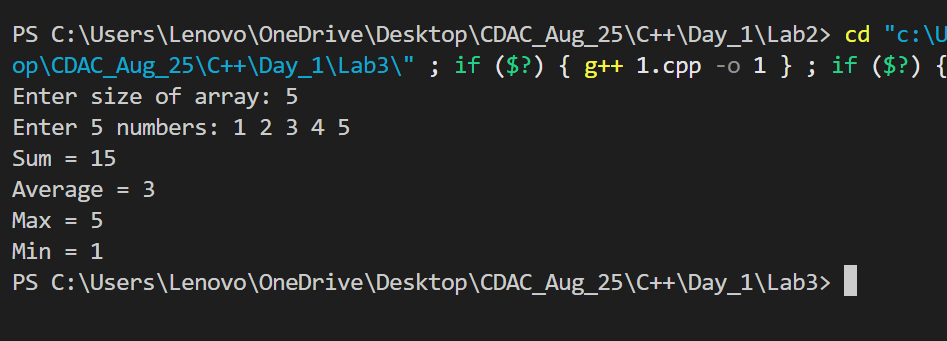 PS C:\Users\Lenovo\OneDrive\Desktop\CDAC_Aug_25\C++\Day_1\Lab2> cd "c:\U
op\CDAC_Aug_25\C++\Day_1\Lab3\" ; if ($?) { g++ 1.cpp -o 1 } ; if ($?) {
Enter size of array: 5
Enter 5 numbers: 1 2 3 4 5
Sum = 15
Average = 3
Max = 5
Min = 1
PS C:\Users\Lenovo\OneDrive\Desktop\CDAC_Aug_25\C++\Day_1\Lab3>